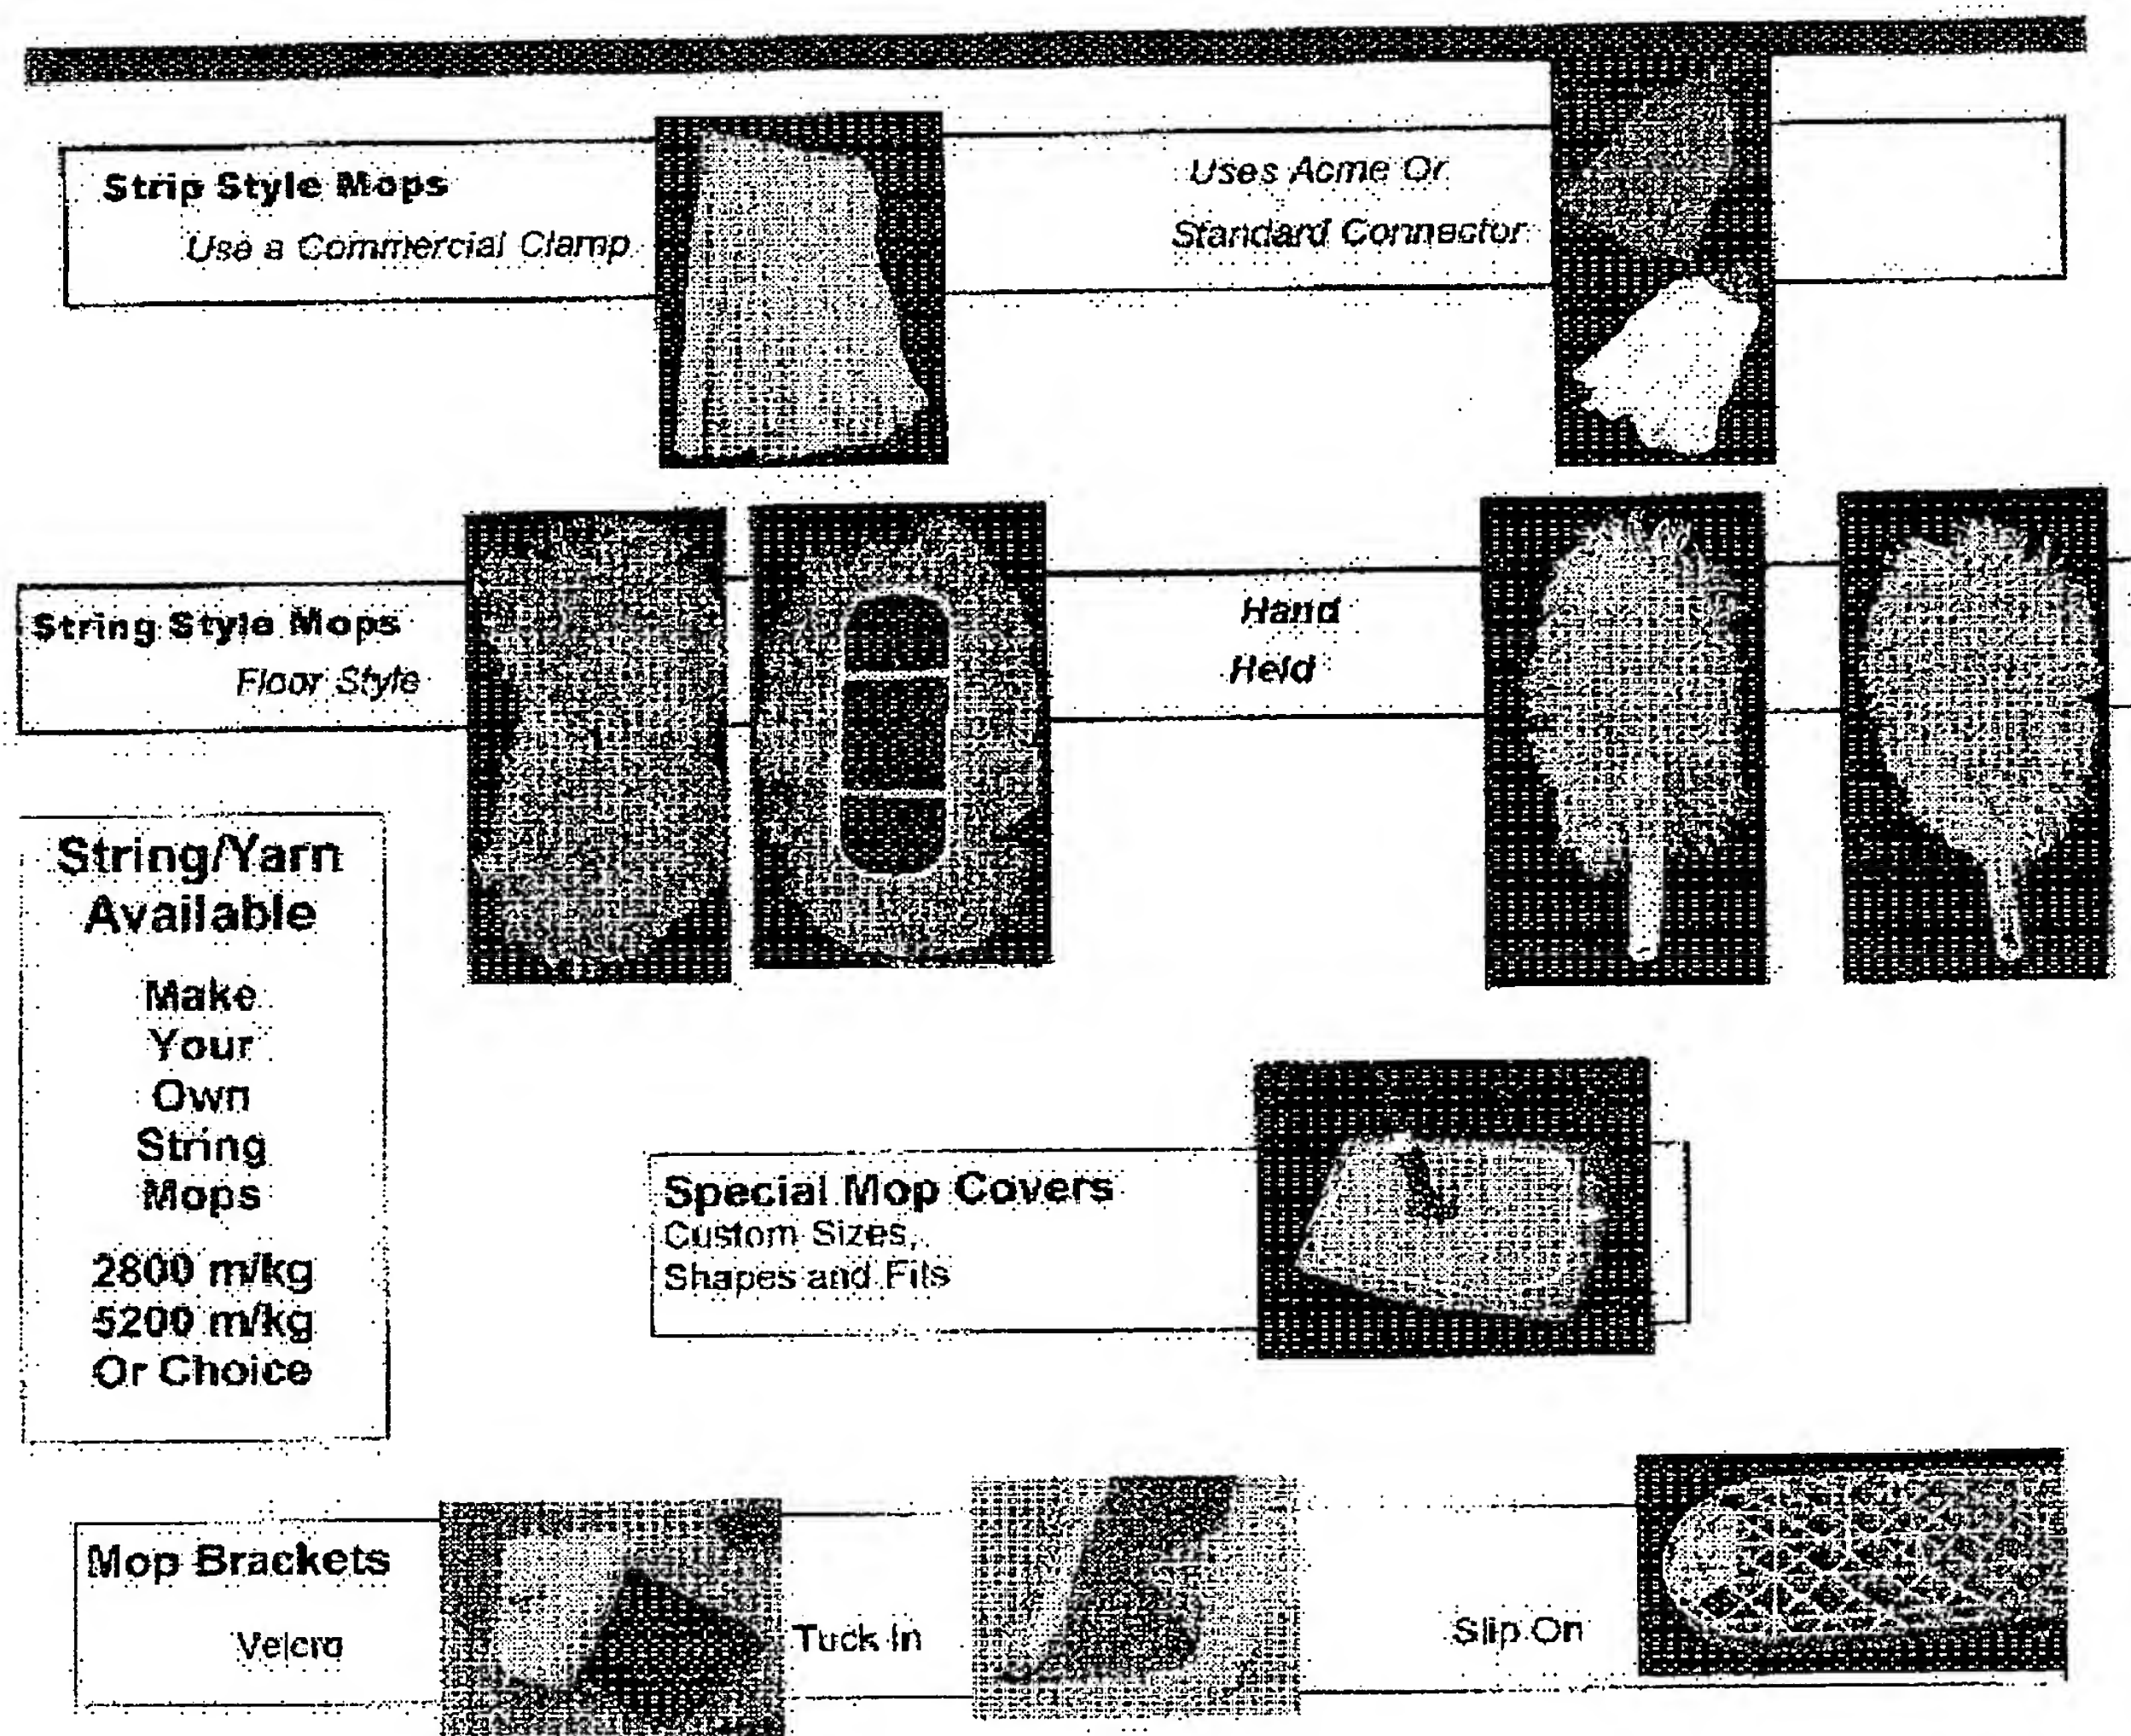 Strip Style Mops
Use a Commercial Clamp
Uses Acme Or
Standard Connector
String Style Mops
Floor Style
Hand
Held
String/Yarn
Available
Make
Your
Own
String
Mops
2800 m/kg
5200 m/kg
Or Choice
Special Mop Covers
Custom Sizes,
Shapes and Fits
Mop Brackets
Velcro
Tuck In
Slip On